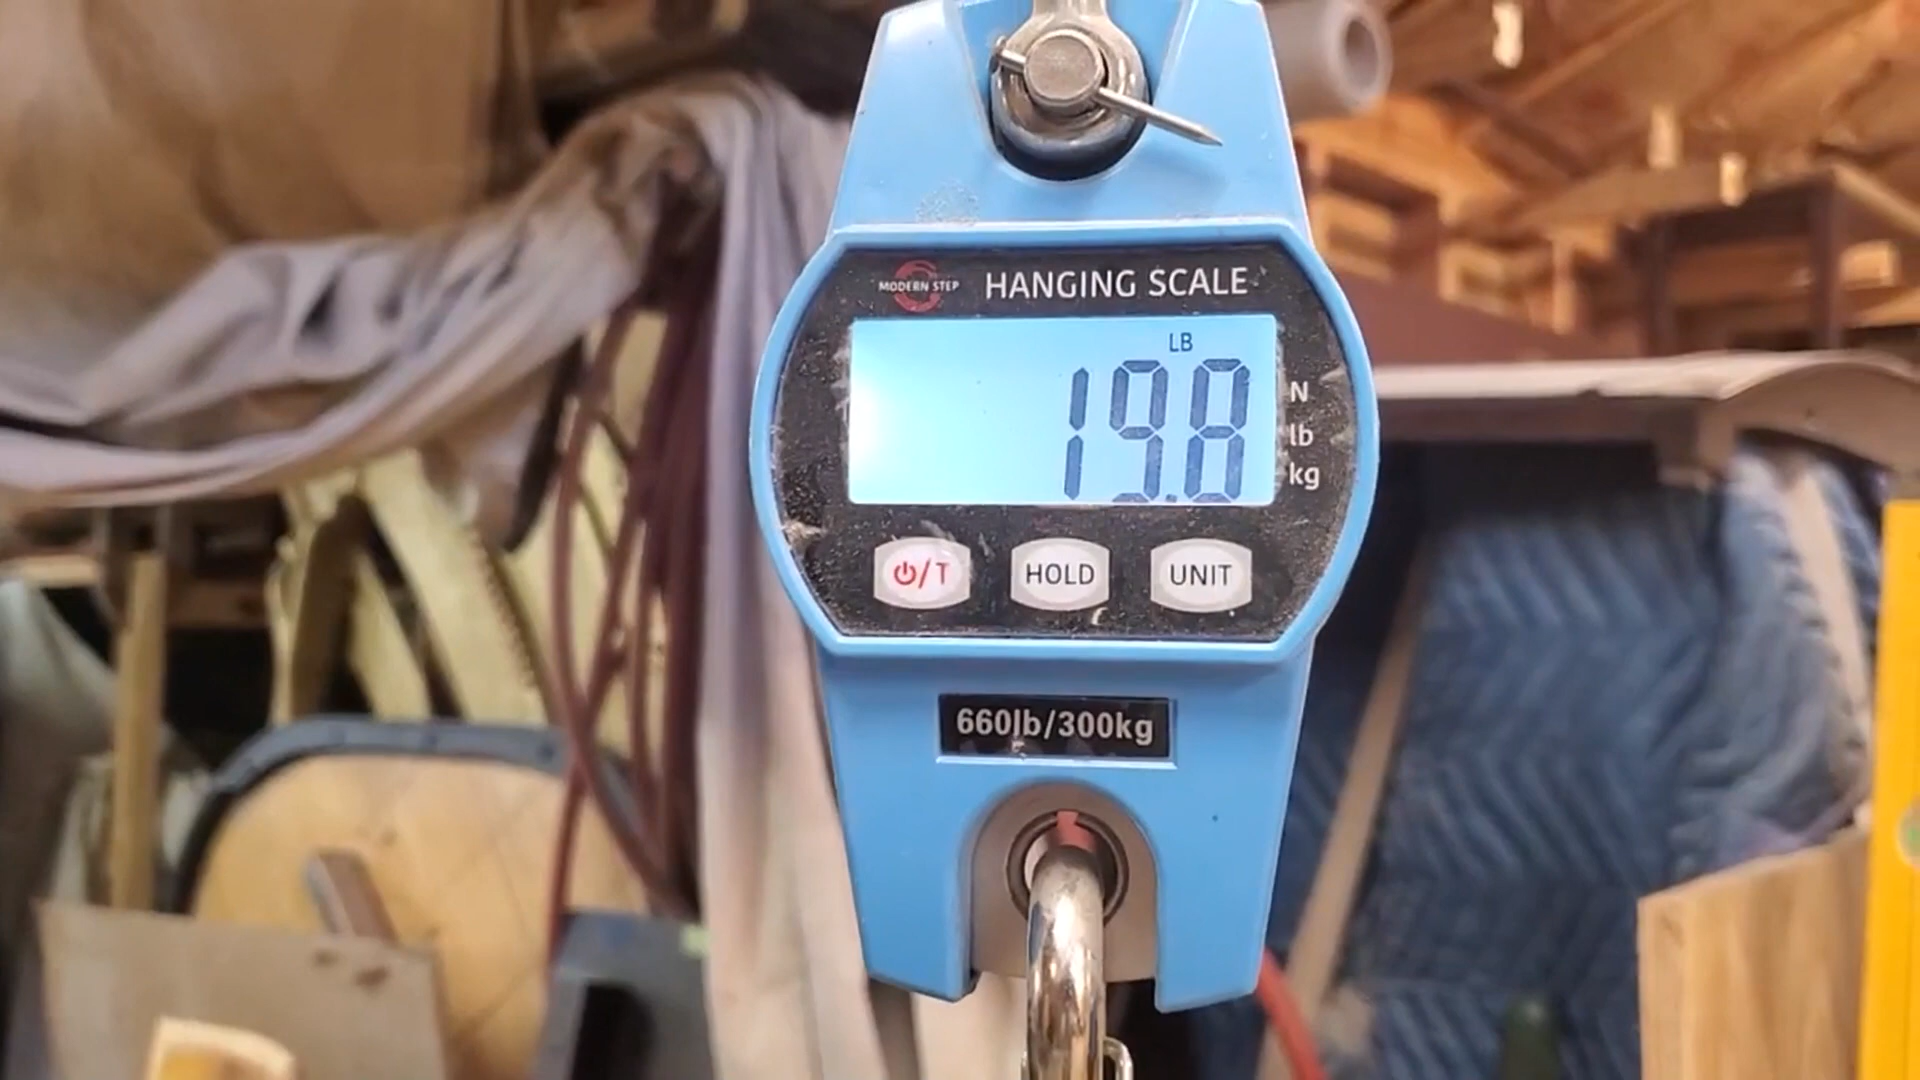 MODERN STEP HANGING SCALE
LB
19.8
N
lb
kg
⏻/T HOLD UNIT
660lb/300kg